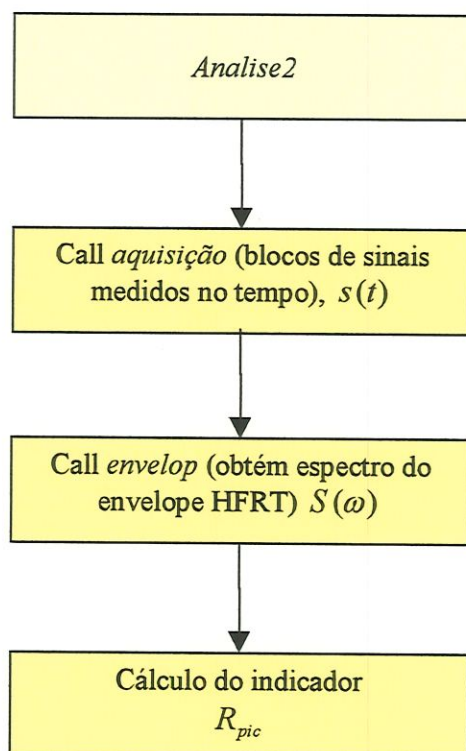 Analise2
Call aquisição (blocos de sinais
medidos no tempo), s(t)
Call envelop (obtém espectro do
envelope HFRT) S(ω)
Cálculo do indicador
R_pic